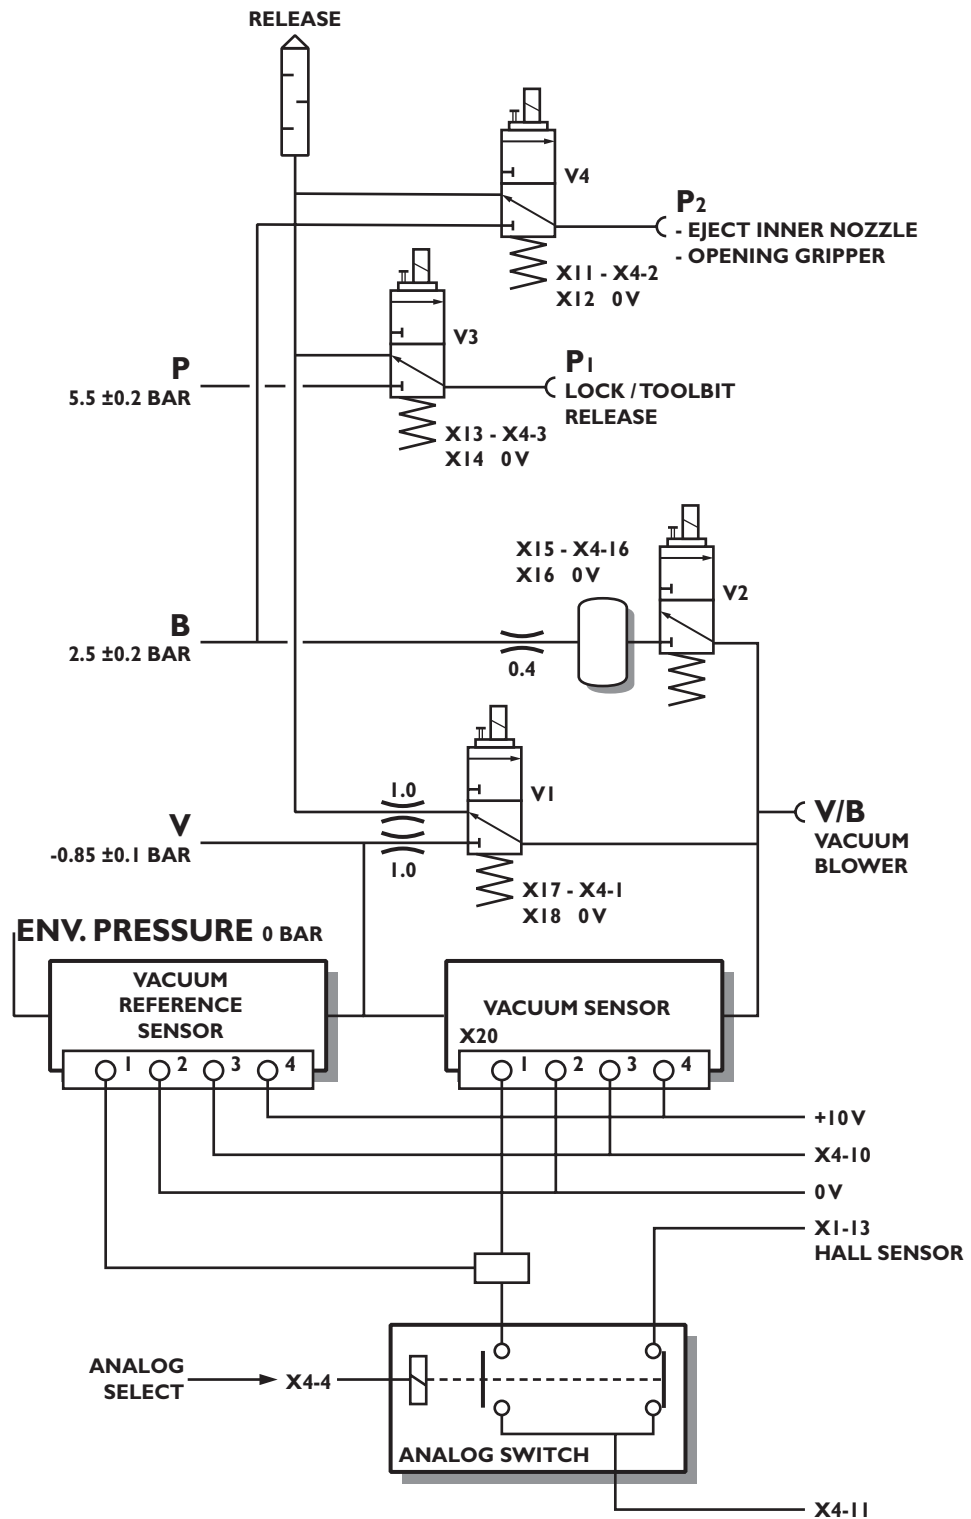 RELEASE
V4
P2
- EJECT INNER NOZZLE
- OPENING GRIPPER
X11 - X4-2
X12 0V
V3
P
5.5 ±0.2 BAR
P1
LOCK / TOOLBIT
RELEASE
X13 - X4-3
X14 0V
X15 - X4-16
X16 0V
V2
B
2.5 ±0.2 BAR
0.4
1.0
V1
V
-0.85 ±0.1 BAR
1.0
V/B
VACUUM
BLOWER
X17 - X4-1
X18 0V
ENV. PRESSURE 0 BAR
VACUUM
REFERENCE
SENSOR
1 2 3 4
VACUUM SENSOR
X20
1 2 3 4
+10V
X4-10
0V
X1-13
HALL SENSOR
ANALOG
SELECT
X4-4
ANALOG SWITCH
X4-11